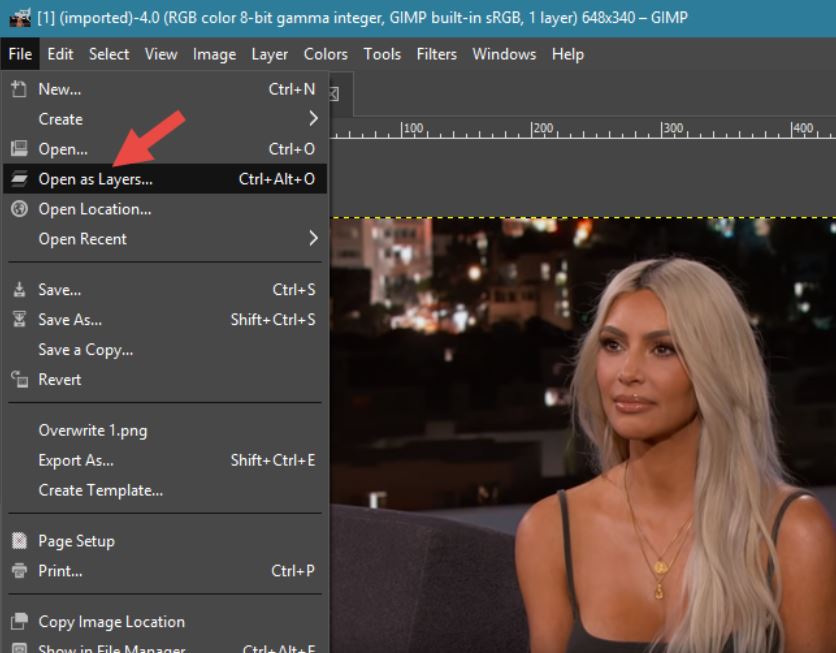 [1] (imported)-4.0 (RGB color 8-bit gamma integer, GIMP built-in sRGB, 1 layer) 648x340 – GIMP
File Edit Select View Image Layer Colors Tools Filters Windows Help
New... Ctrl+N
Create
100 200 300 400
Open... Ctrl+O
Open as Layers... Ctrl+Alt+O
Open Location...
Open Recent
Save... Ctrl+S
Save As... Shift+Ctrl+S
Save a Copy...
Revert
Overwrite 1.png
Export As... Shift+Ctrl+E
Create Template...
Page Setup
Print... Ctrl+P
Copy Image Location
Show in File Manager Ctrl+Alt+F